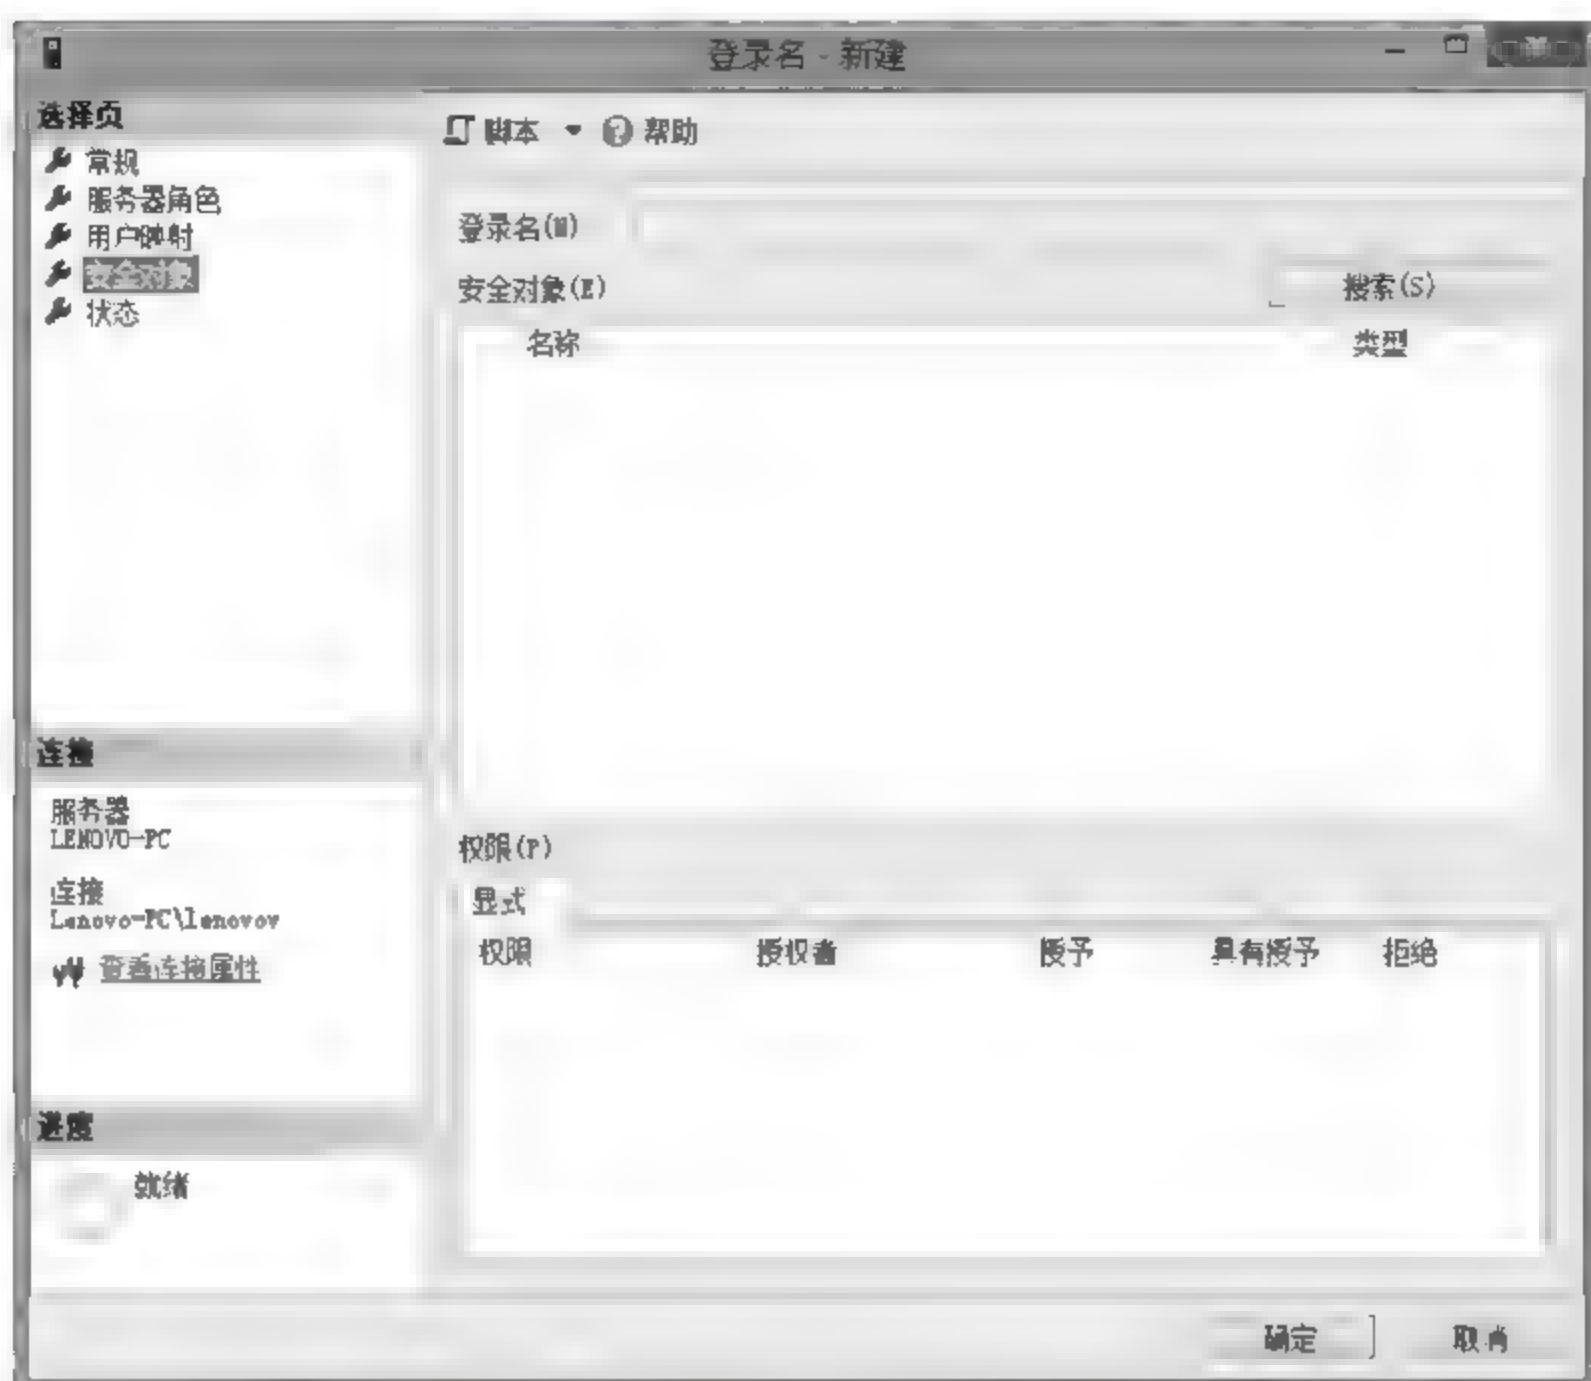 登录名 - 新建
选择页
常规
服务器角色
用户映射
安全对象
状态
脚本 帮助
登录名(N)
安全对象(E)
搜索(S)
名称 类型
连接
服务器
LENOVO-PC
连接
Lenovo-PC\lenovov
查看连接属性
权限(P)
显式
权限 授权者 授予 具有授予 拒绝
进度
就绪
确定 取消